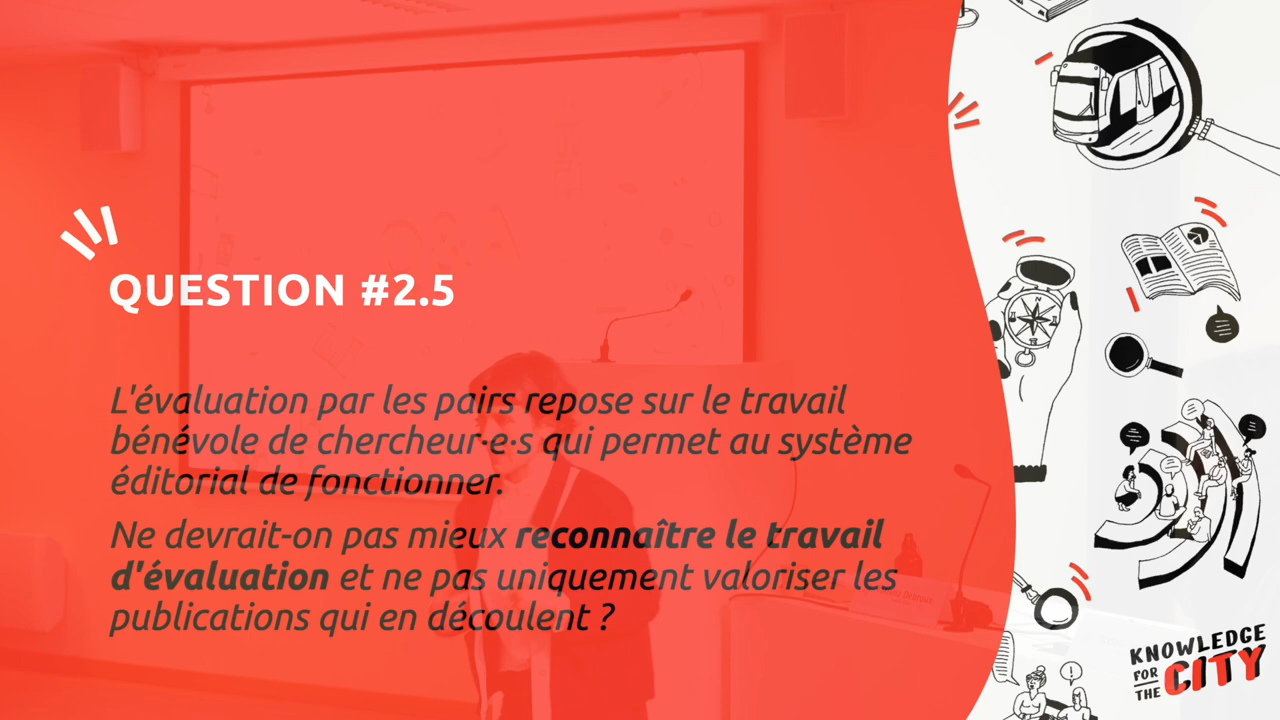 QUESTION #2.5
L'évaluation par les pairs repose sur le travail
bénévole de chercheur·e·s qui permet au système
éditorial de fonctionner.
Ne devrait-on pas mieux reconnaître le travail
d'évaluation et ne pas uniquement valoriser les
publications qui en découlent ?
KNOWLEDGE
FOR
THE
CITY